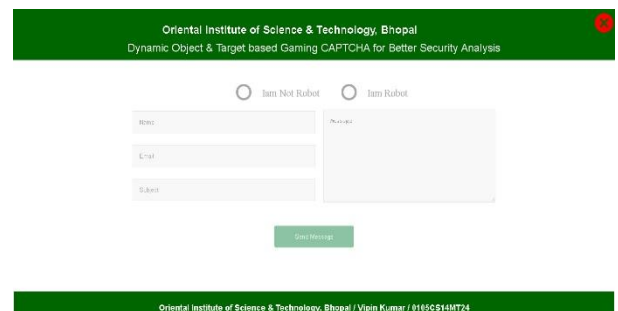 Oriental Institute of Science & Technology, Bhopal
Dynamic Object & Target based Gaming CAPTCHA for Better Security Analysis
Iam Not Robot Iam Robot
Name
Message
Email
Subject
Send Message
Oriental Institute of Science & Technology, Bhopal / Vipin Kumar / 0105CS14MT24